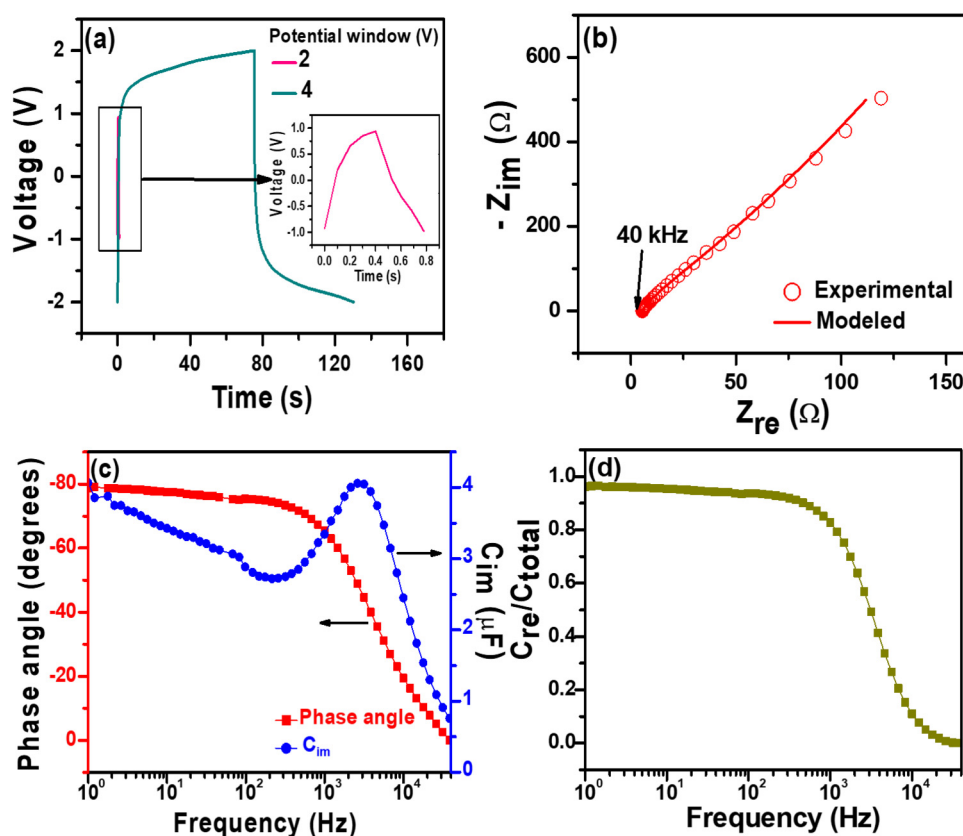 (a)
Potential window (V)
2
4
Voltage (V)
2
1
0
-1
-2
0
40
80
120
160
Time (s)
Voltage (V)
1.0
0.5
0.0
-0.5
-1.0
0.0
0.2
0.4
0.6
0.8
Time (s)
(b)
- Zim (Ω)
600
400
200
0
40 kHz
Experimental
Modeled
0
50
100
150
Zre (Ω)
(c)
Phase angle (degrees)
-80
-60
-40
-20
0
Phase angle
Cim
Cim (μF)
4
3
2
4
0
10^0
10^1
10^2
10^3
10^4
Frequency (Hz)
(d)
Cre/Ctotal
1.0
0.8
0.6
0.4
0.2
0.0
10^0
10^1
10^2
10^3
10^4
Frequency (Hz)